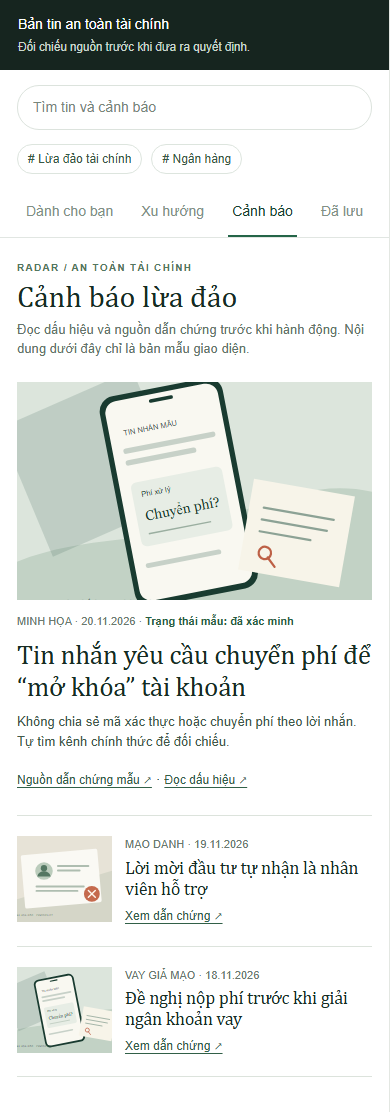 Bản tin an toàn tài chính
Đối chiếu nguồn trước khi đưa ra quyết định.
Tìm tin và cảnh báo
# Lừa đảo tài chính
# Ngân hàng
Dành cho bạn
Xu hướng
Cảnh báo
Đã lưu
RADAR / AN TOÀN TÀI CHÍNH
Cảnh báo lừa đảo
Đọc dấu hiệu và nguồn dẫn chứng trước khi hành động. Nội
dung dưới đây chỉ là bản mẫu giao diện.
TIN NHẮN MẪU
Phí xử lý
Chuyển phí?
MINH HỌA · 20.11.2026 · Trạng thái mẫu: đã xác minh
Tin nhắn yêu cầu chuyển phí để
“mở khóa” tài khoản
Không chia sẻ mã xác thực hoặc chuyển phí theo lời nhắn.
Tự tìm kênh chính thức để đối chiếu.
Nguồn dẫn chứng mẫu ↗ · Đọc dấu hiệu ↗
MẠO DANH · 19.11.2026
Lời mời đầu tư tự nhận là nhân
viên hỗ trợ
Xem dẫn chứng ↗
Chuyển phí?
VAY GIẢ MẠO · 18.11.2026
Đề nghị nộp phí trước khi giải
ngân khoản vay
Xem dẫn chứng ↗